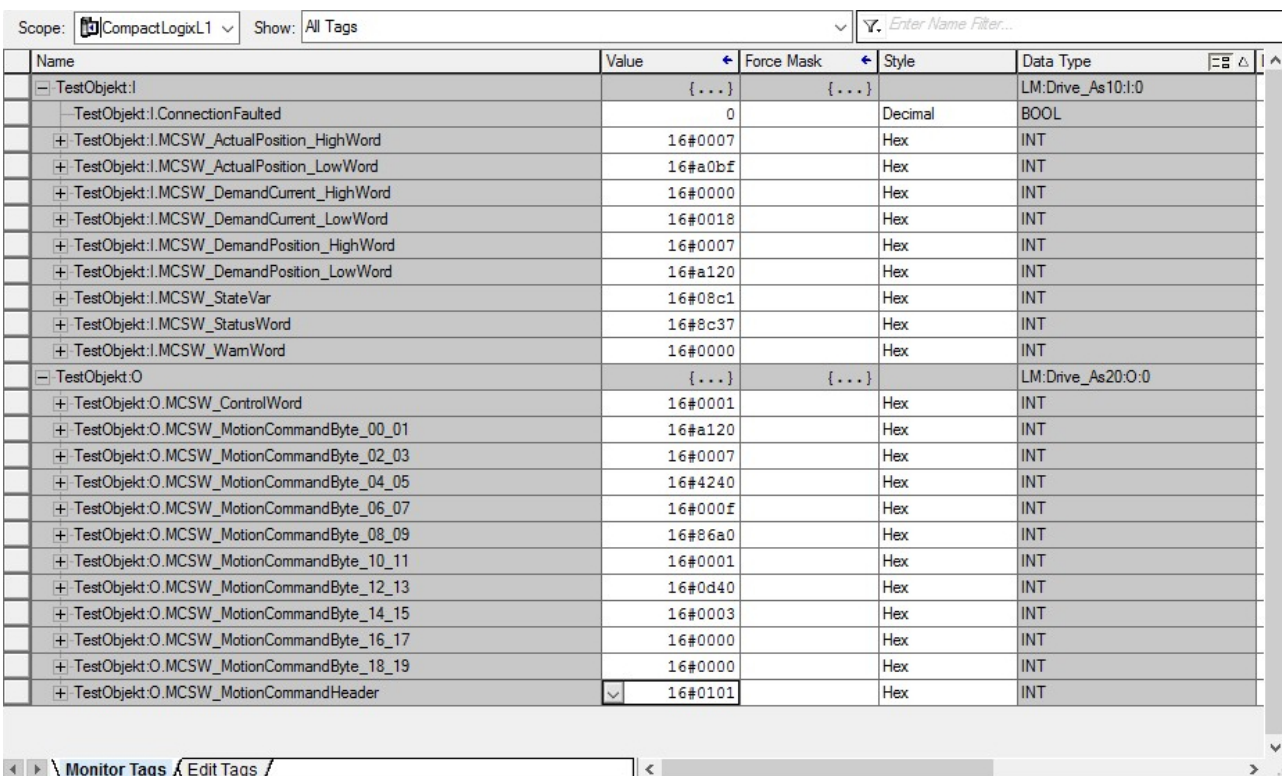 Scope: CompactLogixL1 Show: All Tags Enter Name Filter...
Name Value Force Mask Style Data Type
TestObjekt:I {...} {...} LM:Drive_As10:I:0
TestObjekt:I.ConnectionFaulted 0 Decimal BOOL
TestObjekt:I.MCSW_ActualPosition_HighWord 16#0007 Hex INT
TestObjekt:I.MCSW_ActualPosition_LowWord 16#a0bf Hex INT
TestObjekt:I.MCSW_DemandCurrent_HighWord 16#0000 Hex INT
TestObjekt:I.MCSW_DemandCurrent_LowWord 16#0018 Hex INT
TestObjekt:I.MCSW_DemandPosition_HighWord 16#0007 Hex INT
TestObjekt:I.MCSW_DemandPosition_LowWord 16#a120 Hex INT
TestObjekt:I.MCSW_StateVar 16#08c1 Hex INT
TestObjekt:I.MCSW_StatusWord 16#8c37 Hex INT
TestObjekt:I.MCSW_WarnWord 16#0000 Hex INT
TestObjekt:O {...} {...} LM:Drive_As20:O:0
TestObjekt:O.MCSW_ControlWord 16#0001 Hex INT
TestObjekt:O.MCSW_MotionCommandByte_00_01 16#a120 Hex INT
TestObjekt:O.MCSW_MotionCommandByte_02_03 16#0007 Hex INT
TestObjekt:O.MCSW_MotionCommandByte_04_05 16#4240 Hex INT
TestObjekt:O.MCSW_MotionCommandByte_06_07 16#000f Hex INT
TestObjekt:O.MCSW_MotionCommandByte_08_09 16#86a0 Hex INT
TestObjekt:O.MCSW_MotionCommandByte_10_11 16#0001 Hex INT
TestObjekt:O.MCSW_MotionCommandByte_12_13 16#0d40 Hex INT
TestObjekt:O.MCSW_MotionCommandByte_14_15 16#0003 Hex INT
TestObjekt:O.MCSW_MotionCommandByte_16_17 16#0000 Hex INT
TestObjekt:O.MCSW_MotionCommandByte_18_19 16#0000 Hex INT
TestObjekt:O.MCSW_MotionCommandHeader 16#0101 Hex INT
Monitor Tags Edit Tags